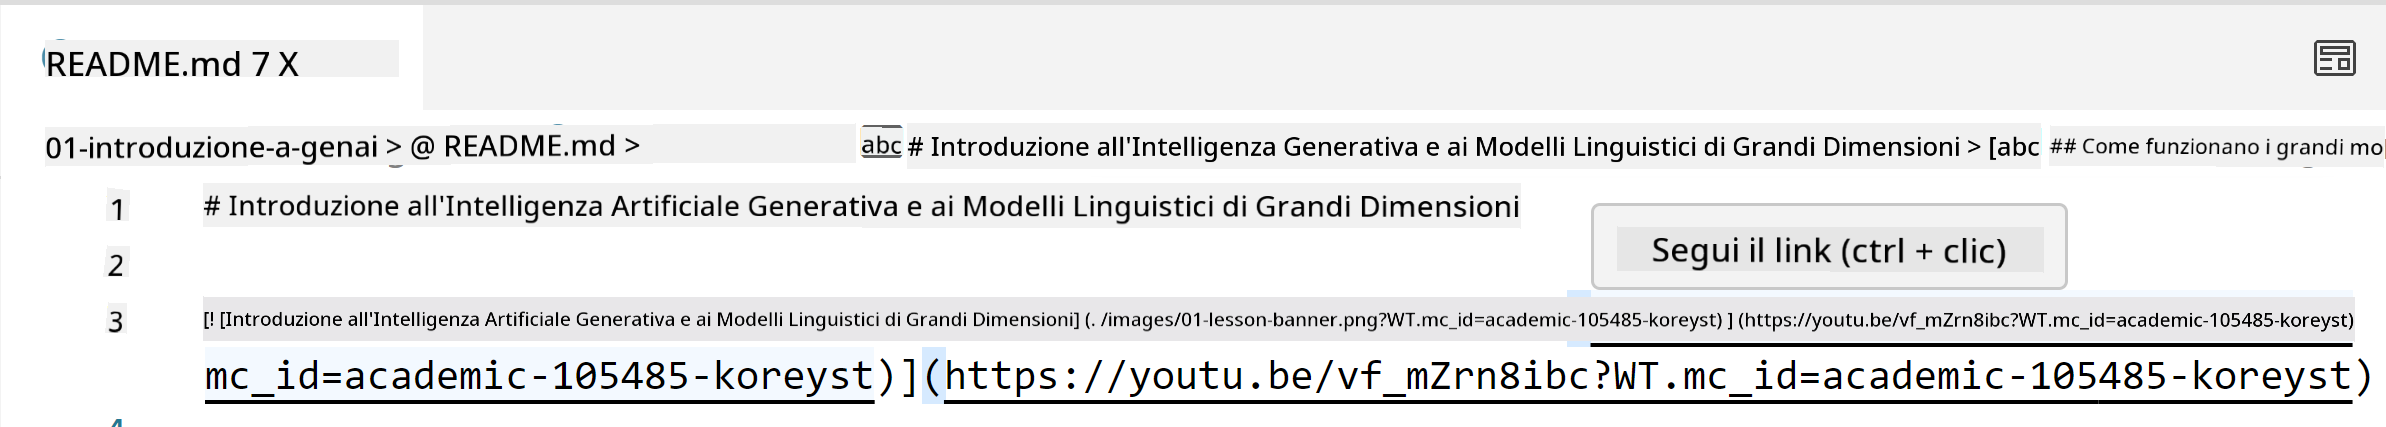 README.md 7 X
01-introduzione-a-genai > @ README.md > abc # Introduzione all'Intelligenza Generativa e ai Modelli Linguistici di Grandi Dimensioni > [abc ## Come funzionano i grandi mo
1 # Introduzione all'Intelligenza Artificiale Generativa e ai Modelli Linguistici di Grandi Dimensioni
Segui il link (ctrl + clic)
2
3 [! [Introduzione all'Intelligenza Artificiale Generativa e ai Modelli Linguistici di Grandi Dimensioni] (. /images/01-lesson-banner.png?WT.mc_id=academic-105485-koreyst) ] (https://youtu.be/vf_mZrn8ibc?WT.mc_id=academic-105485-koreyst)
mc_id=academic-105485-koreyst)](https://youtu.be/vf_mZrn8ibc?WT.mc_id=academic-105485-koreyst)